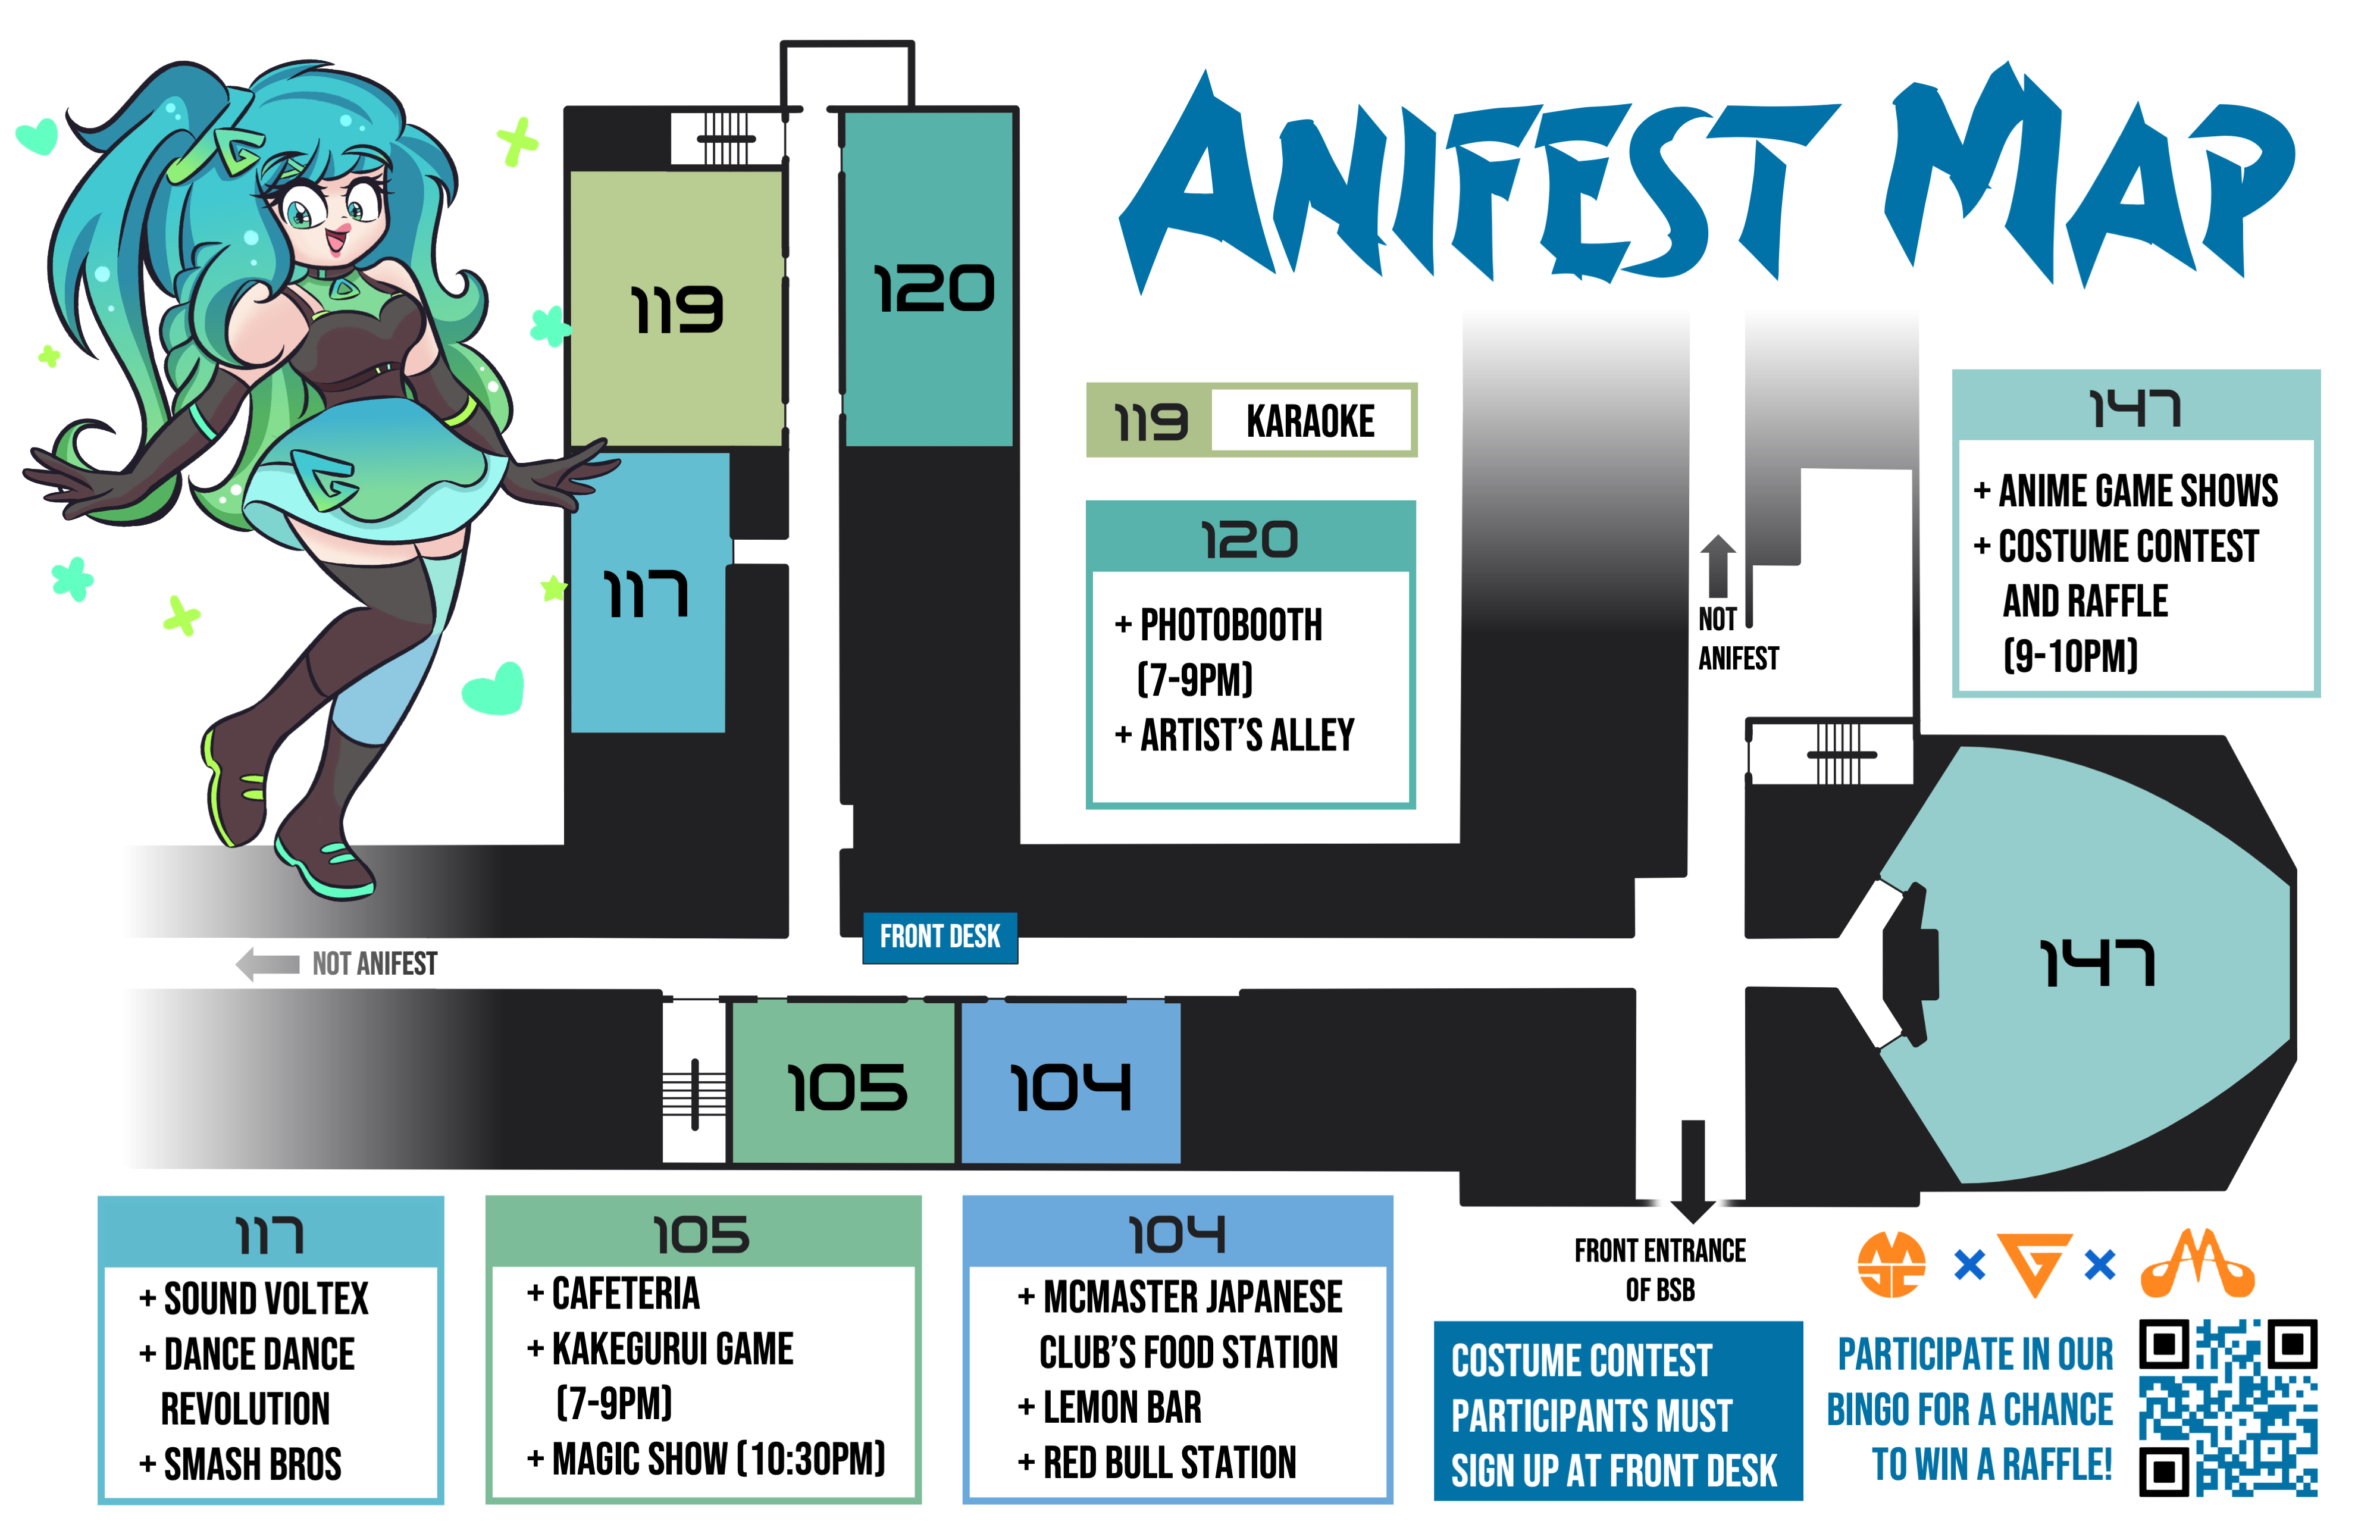 ANIFEST MAP
119
120
117
119 KARAOKE
120
+ PHOTOBOOTH
(7-9PM)
+ ARTIST'S ALLEY
NOT
ANIFEST
147
+ ANIME GAME SHOWS
+ COSTUME CONTEST
AND RAFFLE
(9-10PM)
FRONT DESK
NOT ANIFEST
147
105
104
117
+ SOUND VOLTEX
+ DANCE DANCE
REVOLUTION
+ SMASH BROS
105
+ CAFETERIA
+ KAKEGURUI GAME
(7-9PM)
+ MAGIC SHOW (10:30PM)
104
+ MCMASTER JAPANESE
CLUB'S FOOD STATION
+ LEMON BAR
+ RED BULL STATION
FRONT ENTRANCE
OF BSB
COSTUME CONTEST
PARTICIPANTS MUST
SIGN UP AT FRONT DESK
PARTICIPATE IN OUR
BINGO FOR A CHANCE
TO WIN A RAFFLE!